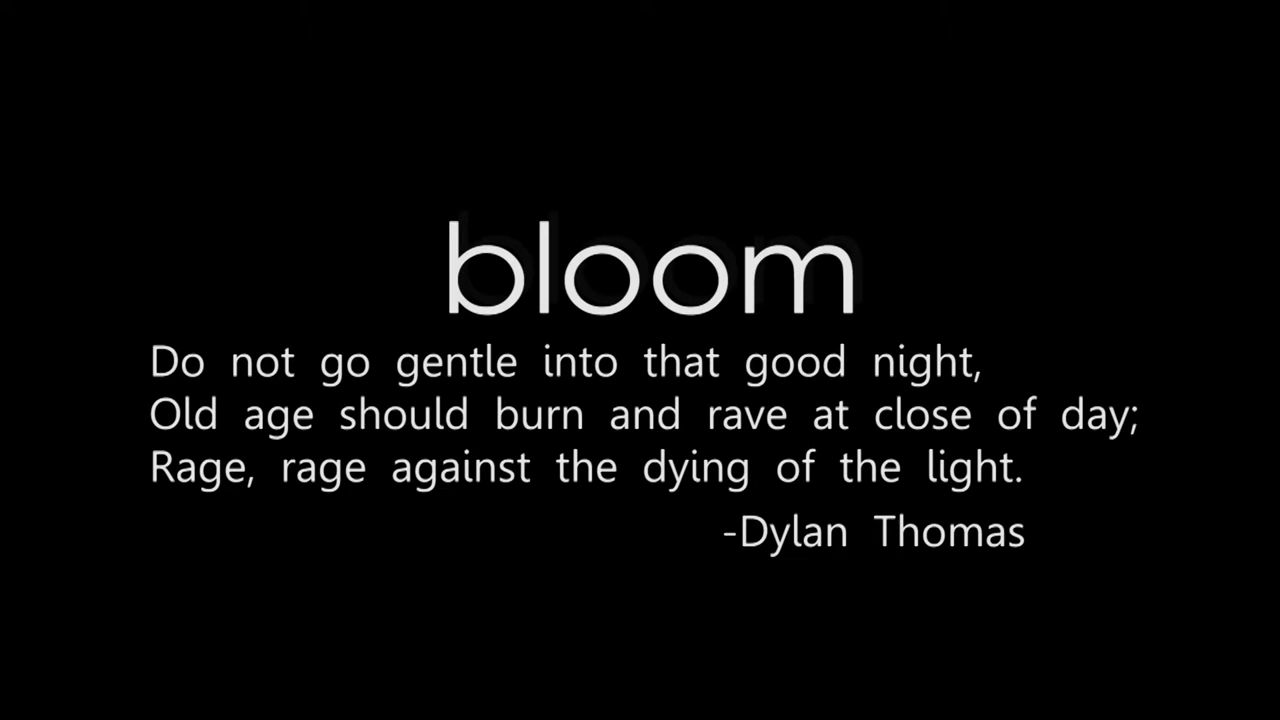 bloom
Do not go gentle into that good night,
Old age should burn and rave at close of day;
Rage, rage against the dying of the light.
-Dylan Thomas